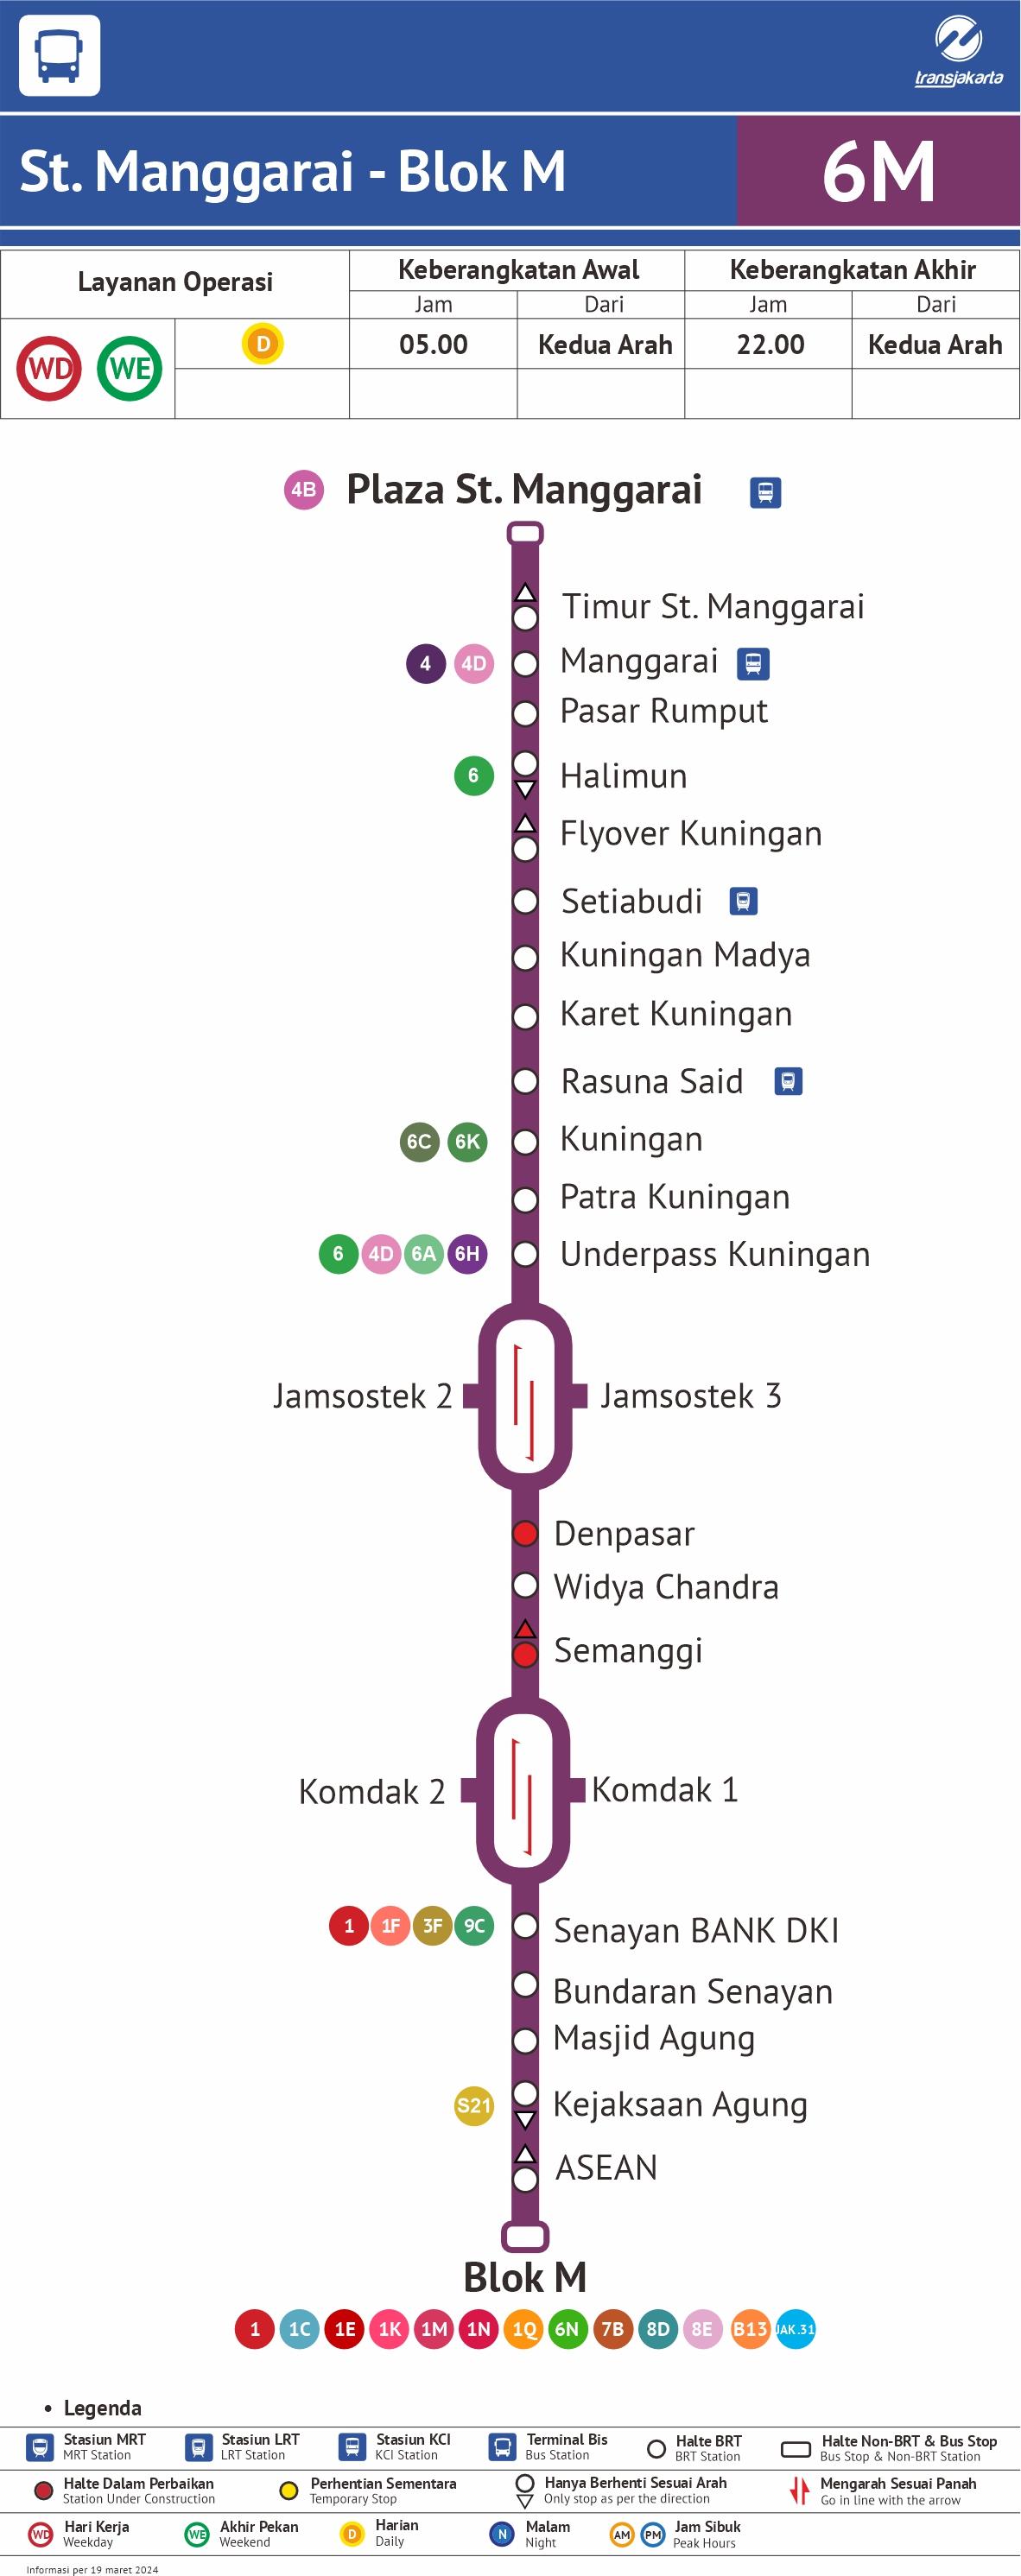 transjakarta
St. Manggarai - Blok M
6M
Layanan Operasi
Keberangkatan Awal
Keberangkatan Akhir
Jam
Dari
Jam
Dari
WD
WE
D
05.00
Kedua Arah
22.00
Kedua Arah
4B
Plaza St. Manggarai
Timur St. Manggarai
4 4D
Manggarai
Pasar Rumput
6
Halimun
Flyover Kuningan
Setiabudi
Kuningan Madya
Karet Kuningan
Rasuna Said
6C 6K
Kuningan
Patra Kuningan
6 4D 6A 6H
Underpass Kuningan
Jamsostek 2
Jamsostek 3
Denpasar
Widya Chandra
Semanggi
Komdak 2
Komdak 1
1 1F 3F 9C
Senayan BANK DKI
Bundaran Senayan
Masjid Agung
S21
Kejaksaan Agung
ASEAN
Blok M
1 1C 1E 1K 1M 1N 1Q 6N 7B 8D 8E B13 JAK.31
• Legenda
Stasiun MRT
MRT Station
Stasiun LRT
LRT Station
Stasiun KCI
KCI Station
Terminal Bis
Bus Station
Halte BRT
BRT Station
Halte Non-BRT & Bus Stop
Bus Stop & Non-BRT Station
Halte Dalam Perbaikan
Station Under Construction
Perhentian Sementara
Temporary Stop
Hanya Berhenti Sesuai Arah
Only stop as per the direction
Mengarah Sesuai Panah
Go in line with the arrow
WD
Hari Kerja
Weekday
WE
Akhir Pekan
Weekend
D
Harian
Daily
N
Malam
Night
AM PM
Jam Sibuk
Peak Hours
Informasi per 19 maret 2024